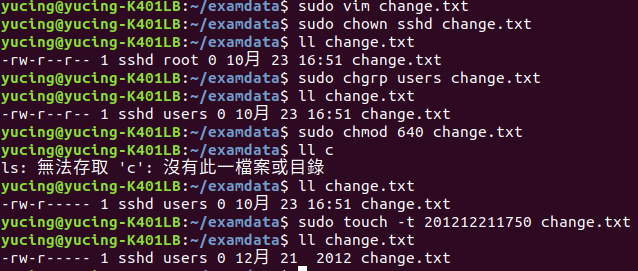 yucing@yucing-K401LB:~/examdata$ sudo vim change.txt
yucing@yucing-K401LB:~/examdata$ sudo chown sshd change.txt
yucing@yucing-K401LB:~/examdata$ ll change.txt
-rw-r--r-- 1 sshd root 0 10月 23 16:51 change.txt
yucing@yucing-K401LB:~/examdata$ sudo chgrp users change.txt
yucing@yucing-K401LB:~/examdata$ ll change.txt
-rw-r--r-- 1 sshd users 0 10月 23 16:51 change.txt
yucing@yucing-K401LB:~/examdata$ sudo chmod 640 change.txt
yucing@yucing-K401LB:~/examdata$ ll c
ls: 無法存取 'c': 沒有此一檔案或目錄
yucing@yucing-K401LB:~/examdata$ ll change.txt
-rw-r----- 1 sshd users 0 10月 23 16:51 change.txt
yucing@yucing-K401LB:~/examdata$ sudo touch -t 201212211750 change.txt
yucing@yucing-K401LB:~/examdata$ ll change.txt
-rw-r----- 1 sshd users 0 12月 21  2012 change.txt